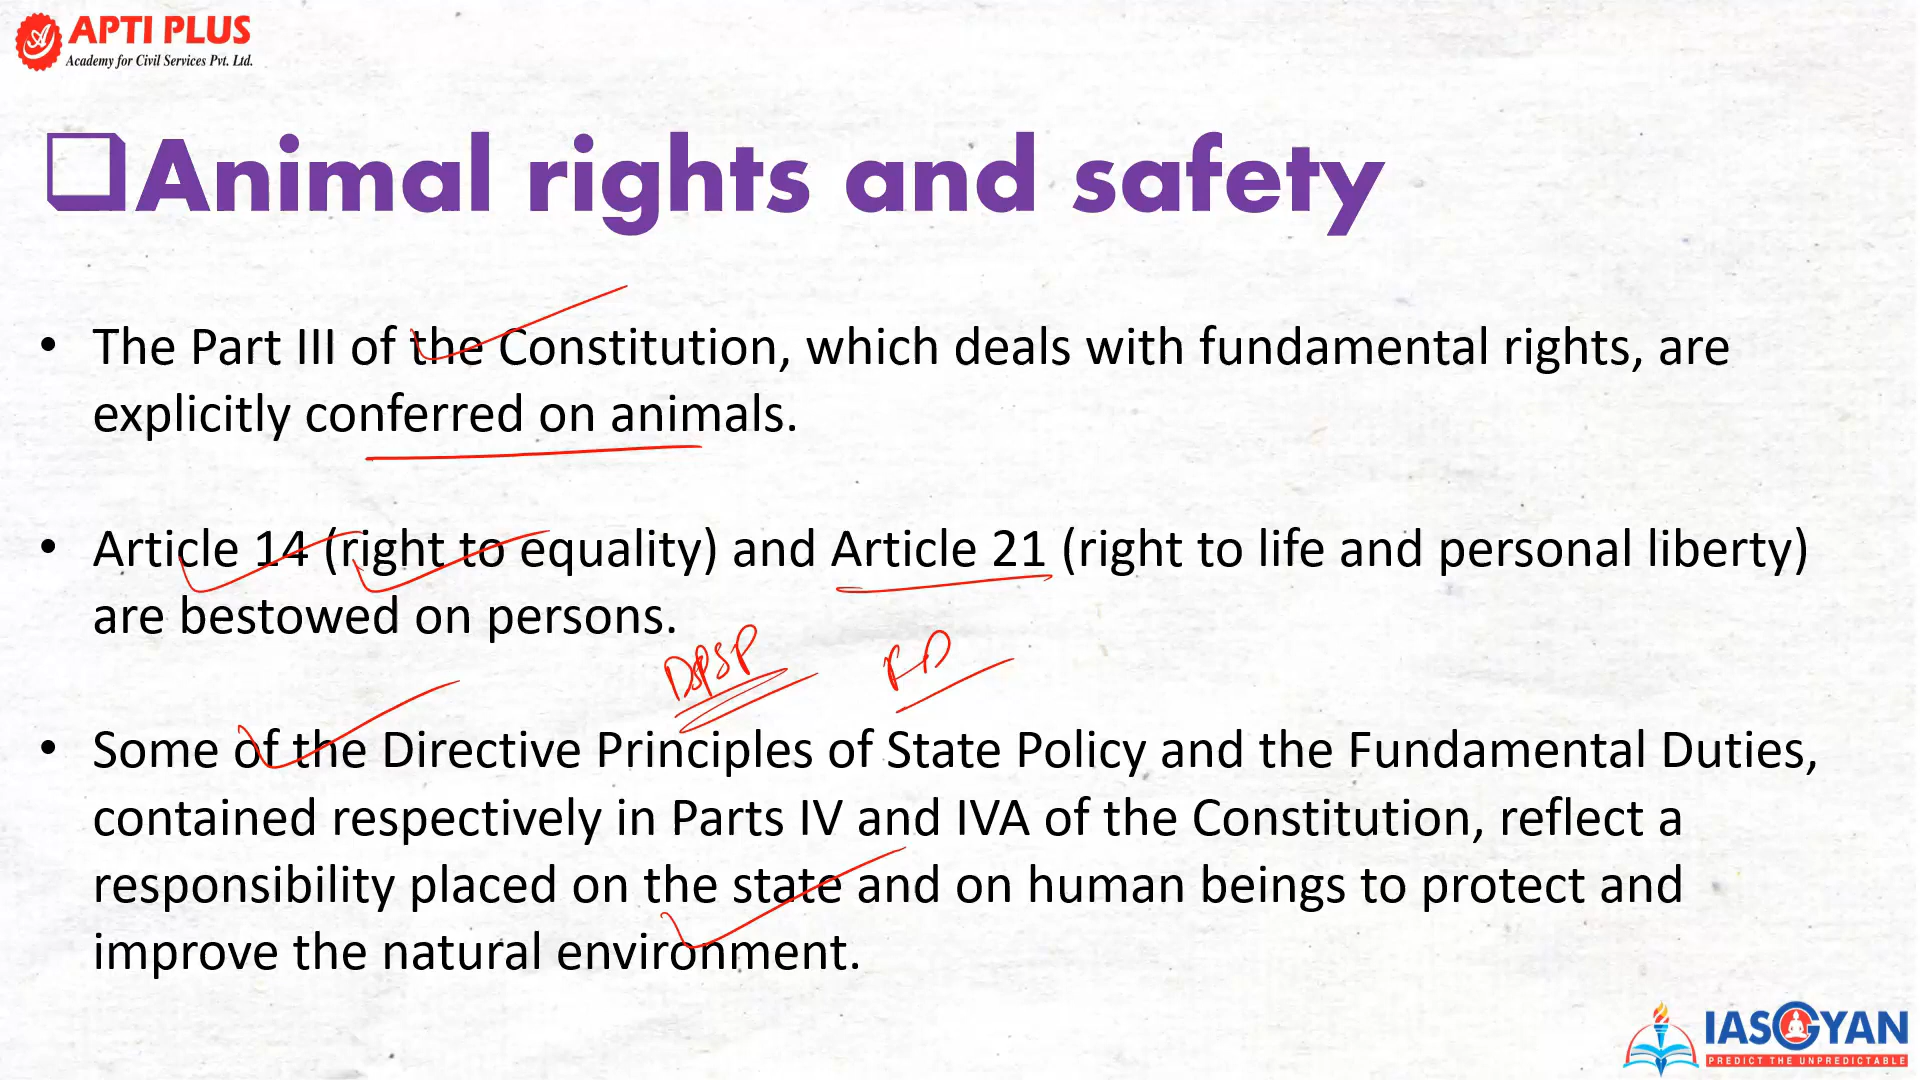 APTI PLUS
Academy for Civil Services Pvt. Ltd.
Animal rights and safety
• The Part III of the Constitution, which deals with fundamental rights, are
explicitly conferred on animals.
• Article 14 (right to equality) and Article 21 (right to life and personal liberty)
are bestowed on persons.
DPSP FD
• Some of the Directive Principles of State Policy and the Fundamental Duties,
contained respectively in Parts IV and IVA of the Constitution, reflect a
responsibility placed on the state and on human beings to protect and
improve the natural environment.
IASGYAN
PREDICT THE UNPREDICTABLE